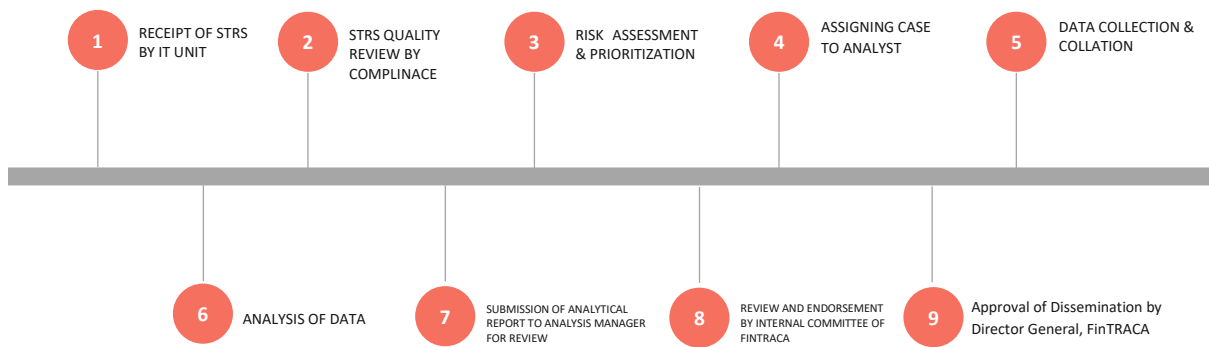 1
RECEIPT OF STRS
BY IT UNIT
2
STRS QUALITY
REVIEW BY
COMPLINACE
3
RISK ASSESSMENT
& PRIORITIZATION
4
ASSIGNING CASE
TO ANALYST
5
DATA COLLECTION &
COLLATION
6
ANALYSIS OF DATA
7
SUBMISSION OF ANALYTICAL
REPORT TO ANALYSIS MANAGER
FOR REVIEW
8
REVIEW AND ENDORSEMENT
BY INTERNAL COMMITTEE OF
FINTRACA
9
Approval of Dissemination by
Director General, FinTRACA